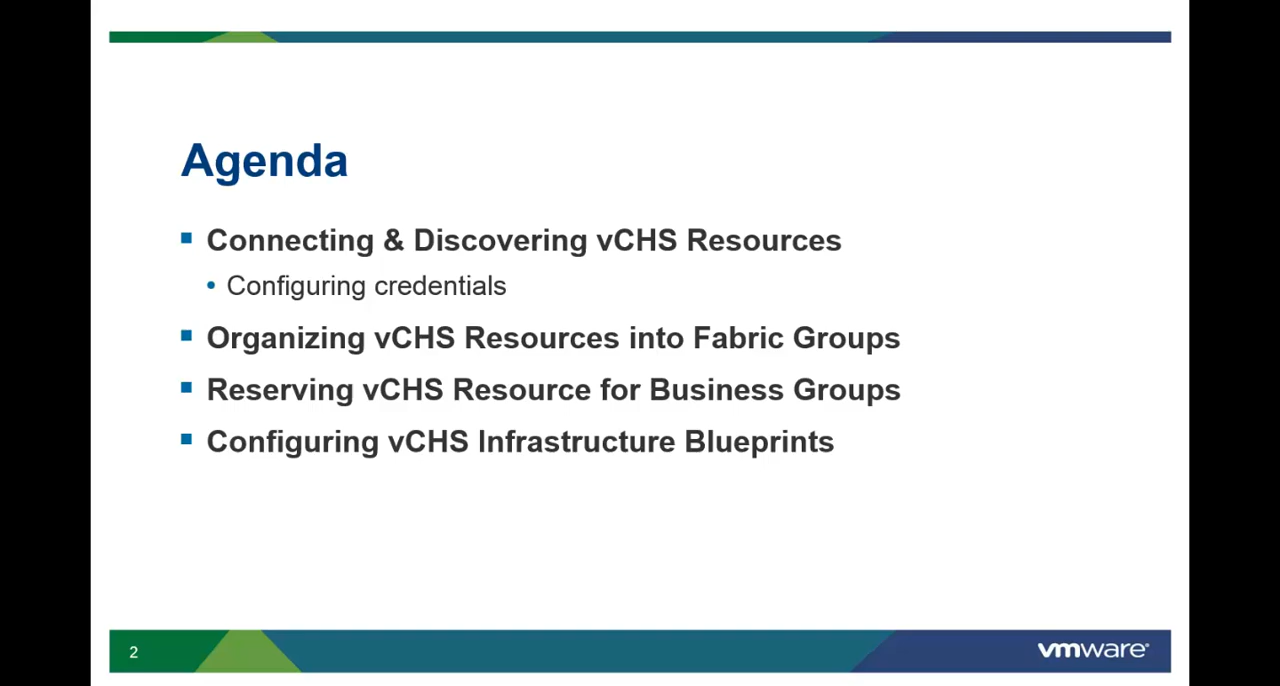 Agenda
Connecting & Discovering vCHS Resources
Configuring credentials
Organizing vCHS Resources into Fabric Groups
Reserving vCHS Resource for Business Groups
Configuring vCHS Infrastructure Blueprints
2
vmware®